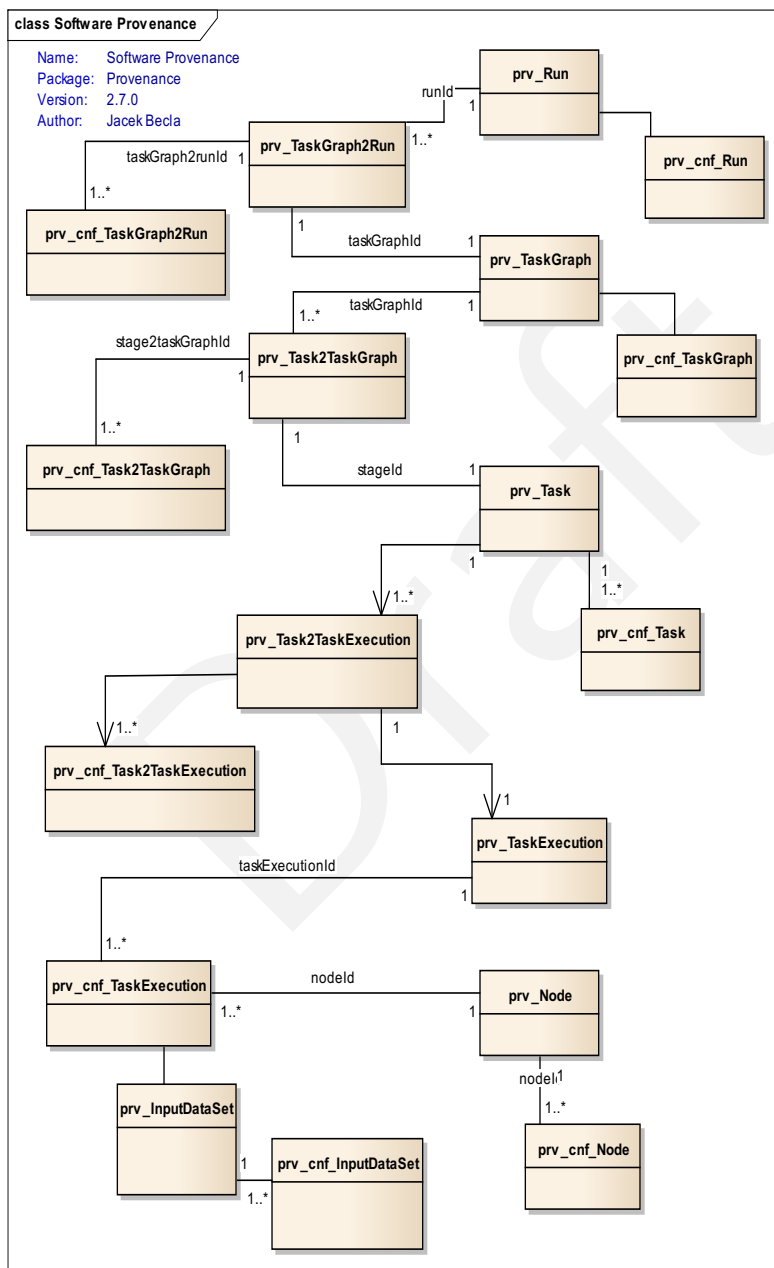 class Software Provenance
Name: Software Provenance
Package: Provenance
Version: 2.7.0
Author: Jacek Becla
prv_Run
runId
1
1..*
prv_TaskGraph2Run
prv_cnf_Run
taskGraph2runId
1
1..*
prv_cnf_TaskGraph2Run
1
taskGraphId
1
prv_TaskGraph
taskGraphId
1
1..*
prv_Task2TaskGraph
prv_cnf_TaskGraph
stage2taskGraphId
1
1..*
prv_cnf_Task2TaskGraph
1
stageId
1
prv_Task
1
1..*
1
1..*
prv_Task2TaskExecution
prv_cnf_Task
1..*
1
prv_cnf_Task2TaskExecution
1
prv_TaskExecution
taskExecutionId
1
1..*
prv_cnf_TaskExecution
nodeId
1..*
1
prv_Node
nodeI
1
1..*
prv_InputDataSet
prv_cnf_Node
1
1..*
prv_cnf_InputDataSet
Draft